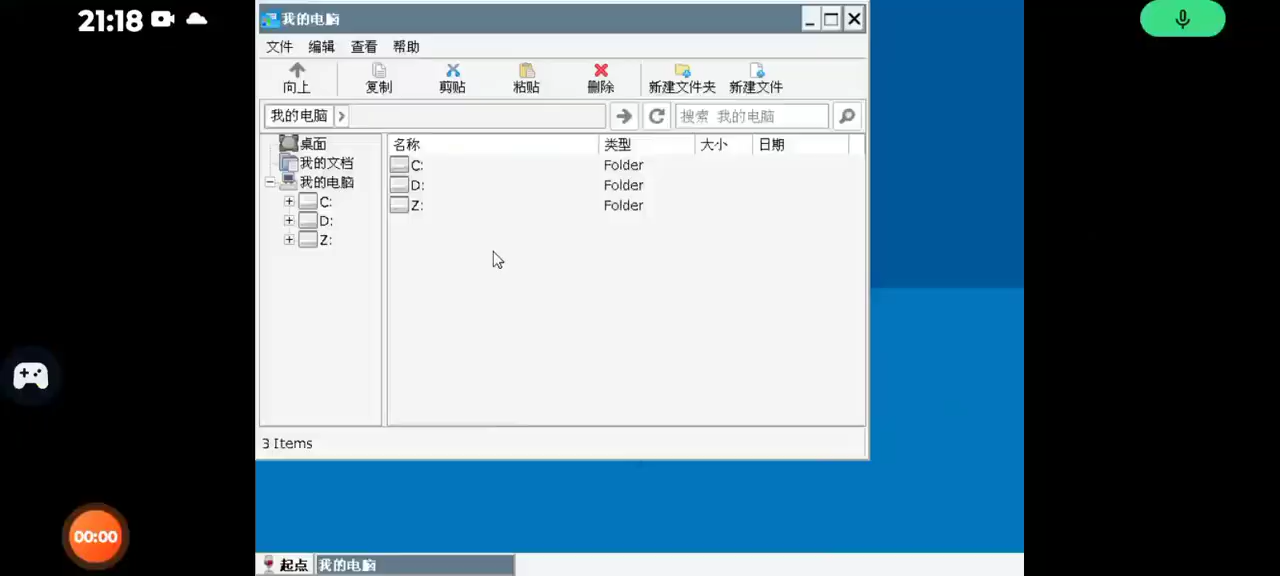 21:18
我的电脑
文件 编辑 查看 帮助
向上 复制 剪贴 粘贴 删除 新建文件夹 新建文件
我的电脑 搜索 我的电脑
桌面
我的文档
我的电脑
C:
D:
Z:
名称 类型 大小 日期
C: Folder
D: Folder
Z: Folder
3 Items
00:00
起点 我的电脑